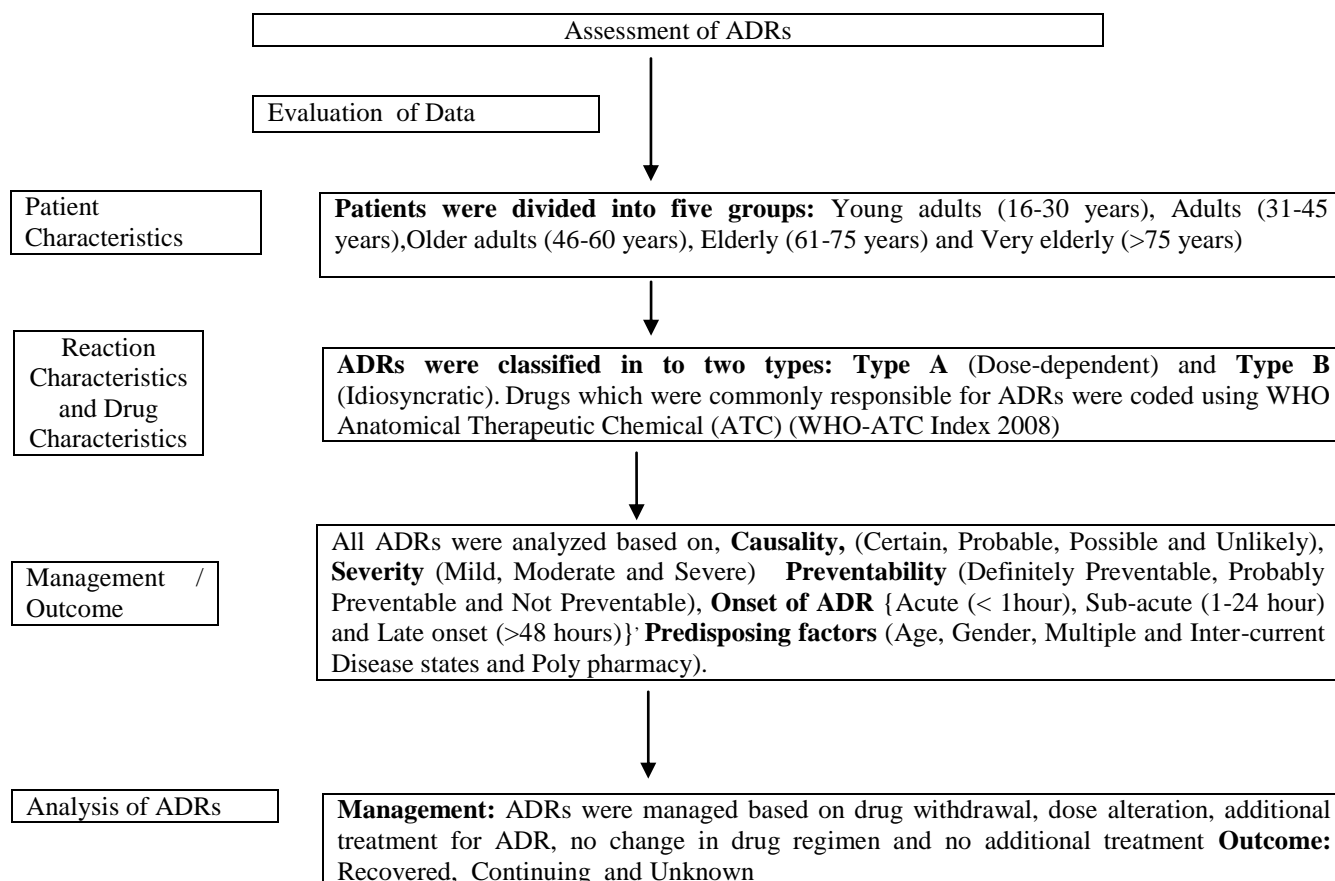 Assessment of ADRs
Evaluation of Data
Patient
Characteristics
Patients were divided into five groups: Young adults (16-30 years), Adults (31-45
years),Older adults (46-60 years), Elderly (61-75 years) and Very elderly (>75 years)
Reaction
Characteristics
and Drug
Characteristics
ADRs were classified in to two types: Type A (Dose-dependent) and Type B
(Idiosyncratic). Drugs which were commonly responsible for ADRs were coded using WHO
Anatomical Therapeutic Chemical (ATC) (WHO-ATC Index 2008)
Management /
Outcome
All ADRs were analyzed based on, Causality, (Certain, Probable, Possible and Unlikely),
Severity (Mild, Moderate and Severe) Preventability (Definitely Preventable, Probably
Preventable and Not Preventable), Onset of ADR {Acute (< 1hour), Sub-acute (1-24 hour)
and Late onset (>48 hours)}, Predisposing factors (Age, Gender, Multiple and Inter-current
Disease states and Poly pharmacy).
Analysis of ADRs
Management: ADRs were managed based on drug withdrawal, dose alteration, additional
treatment for ADR, no change in drug regimen and no additional treatment Outcome:
Recovered, Continuing and Unknown